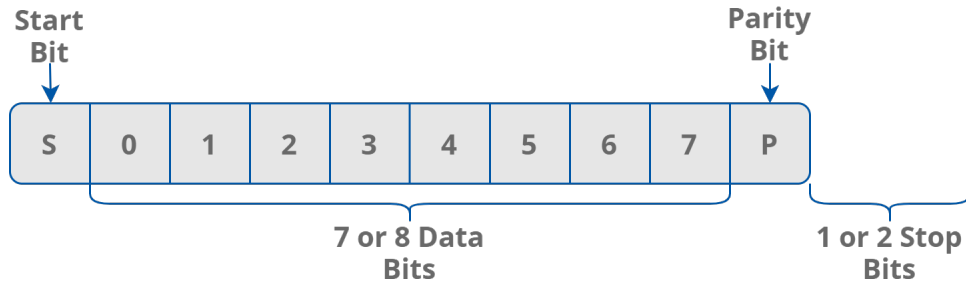 Start
Bit
Parity
Bit
S 0 1 2 3 4 5 6 7 P
7 or 8 Data
Bits
1 or 2 Stop
Bits